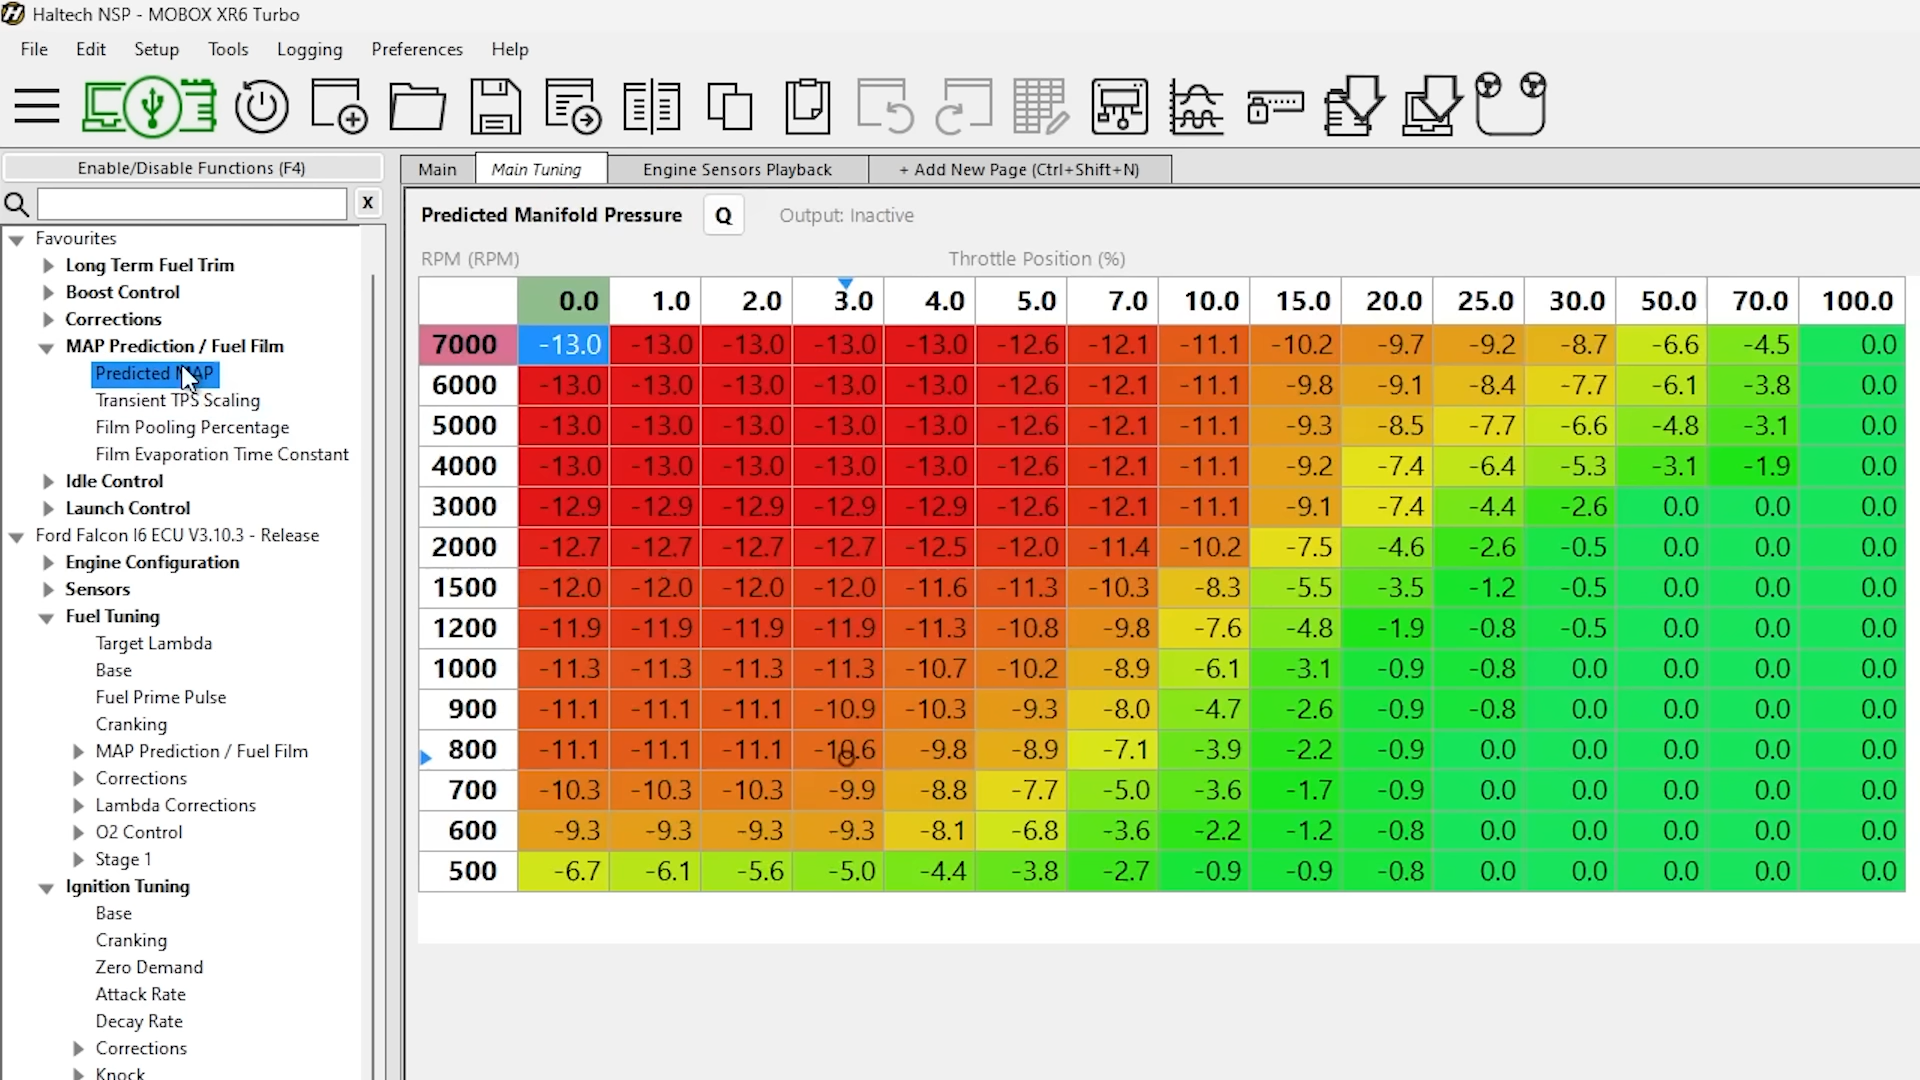 Haltech NSP - MOBOX XR6 Turbo
File Edit Setup Tools Logging Preferences Help
Enable/Disable Functions (F4)
X
Favourites
Long Term Fuel Trim
Boost Control
Corrections
MAP Prediction / Fuel Film
Predicted MAP
Transient TPS Scaling
Film Pooling Percentage
Film Evaporation Time Constant
Idle Control
Launch Control
Ford Falcon I6 ECU V3.10.3 - Release
Engine Configuration
Sensors
Fuel Tuning
Target Lambda
Base
Fuel Prime Pulse
Cranking
MAP Prediction / Fuel Film
Corrections
Lambda Corrections
O2 Control
Stage 1
Ignition Tuning
Base
Cranking
Zero Demand
Attack Rate
Decay Rate
Corrections
Knock
Main Main Tuning Engine Sensors Playback + Add New Page (Ctrl+Shift+N)
Predicted Manifold Pressure Q Output: Inactive
RPM (RPM) Throttle Position (%)
0.0 1.0 2.0 3.0 4.0 5.0 7.0 10.0 15.0 20.0 25.0 30.0 50.0 70.0 100.0
7000 -13.0 -13.0 -13.0 -13.0 -13.0 -12.6 -12.1 -11.1 -10.2 -9.7 -9.2 -8.7 -6.6 -4.5 0.0
6000 -13.0 -13.0 -13.0 -13.0 -13.0 -12.6 -12.1 -11.1 -9.8 -9.1 -8.4 -7.7 -6.1 -3.8 0.0
5000 -13.0 -13.0 -13.0 -13.0 -13.0 -12.6 -12.1 -11.1 -9.3 -8.5 -7.7 -6.6 -4.8 -3.1 0.0
4000 -13.0 -13.0 -13.0 -13.0 -13.0 -12.6 -12.1 -11.1 -9.2 -7.4 -6.4 -5.3 -3.1 -1.9 0.0
3000 -12.9 -12.9 -12.9 -12.9 -12.9 -12.6 -12.1 -11.1 -9.1 -7.4 -4.4 -2.6 0.0 0.0 0.0
2000 -12.7 -12.7 -12.7 -12.7 -12.5 -12.0 -11.4 -10.2 -7.5 -4.6 -2.6 -0.5 0.0 0.0 0.0
1500 -12.0 -12.0 -12.0 -12.0 -11.6 -11.3 -10.3 -8.3 -5.5 -3.5 -1.2 -0.5 0.0 0.0 0.0
1200 -11.9 -11.9 -11.9 -11.9 -11.3 -10.8 -9.8 -7.6 -4.8 -1.9 -0.8 -0.5 0.0 0.0 0.0
1000 -11.3 -11.3 -11.3 -11.3 -10.7 -10.2 -8.9 -6.1 -3.1 -0.9 -0.8 0.0 0.0 0.0 0.0
900 -11.1 -11.1 -11.1 -10.9 -10.3 -9.3 -8.0 -4.7 -2.6 -0.9 -0.8 0.0 0.0 0.0 0.0
800 -11.1 -11.1 -11.1 -10.6 -9.8 -8.9 -7.1 -3.9 -2.2 -0.9 0.0 0.0 0.0 0.0 0.0
700 -10.3 -10.3 -10.3 -9.9 -8.8 -7.7 -5.0 -3.6 -1.7 -0.9 0.0 0.0 0.0 0.0 0.0
600 -9.3 -9.3 -9.3 -9.3 -8.1 -6.8 -3.6 -2.2 -1.2 -0.8 0.0 0.0 0.0 0.0 0.0
500 -6.7 -6.1 -5.6 -5.0 -4.4 -3.8 -2.7 -0.9 -0.9 -0.8 0.0 0.0 0.0 0.0 0.0